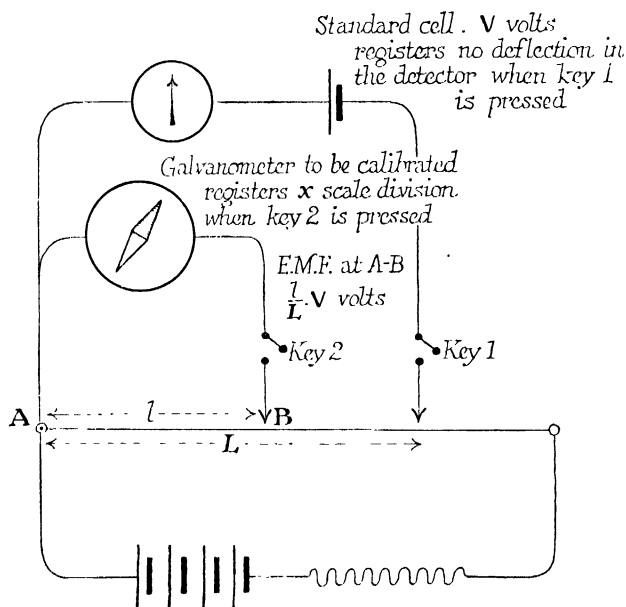 Standard cell. V volts
registers no deflection in
the detector when key 1
is pressed
Galvanometer to be calibrated
registers x scale division
when key 2 is pressed
E.M.F. at A-B
l/L.V volts
Key 2
Key 1
A
l
B
L